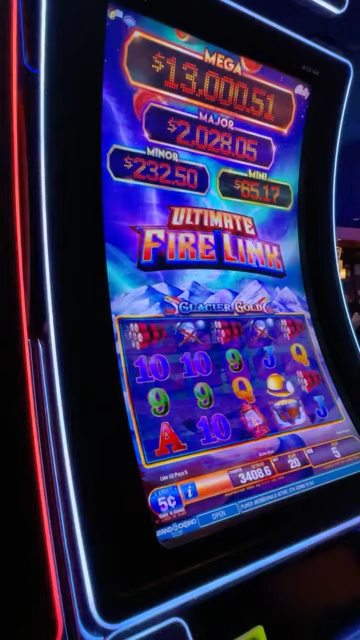 MEGA
$13,000.51
MAJOR
$2,028.05
MINOR
$232.50
MINI
$65.17
ULTIMATE
FIRE LINK
GLACIER GOLD
10 10 9 J Q
9 9 Q
A 10 J
3408.6
20
5
5¢
i
OPEN